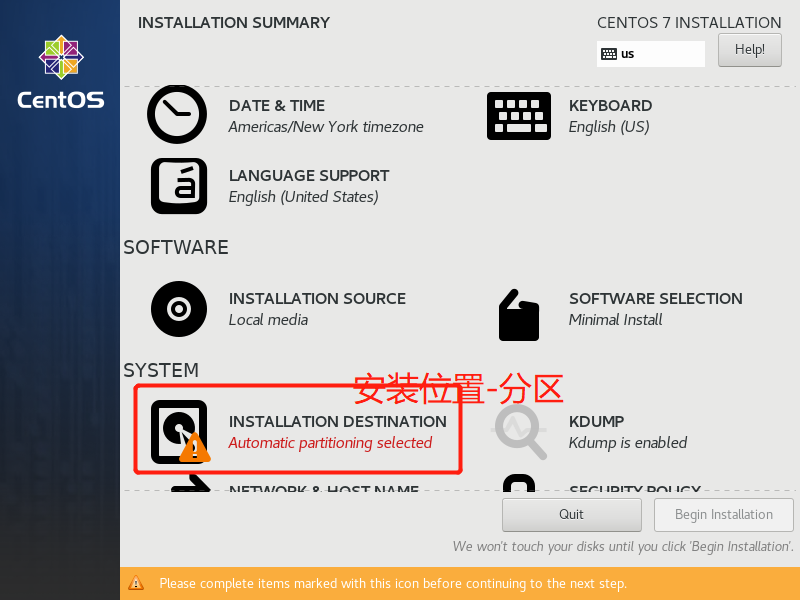 INSTALLATION SUMMARY
CENTOS 7 INSTALLATION
us
Help!
CentOS
DATE & TIME
Americas/New York timezone
KEYBOARD
English (US)
LANGUAGE SUPPORT
English (United States)
SOFTWARE
INSTALLATION SOURCE
Local media
SOFTWARE SELECTION
Minimal Install
SYSTEM
安装位置-分区
INSTALLATION DESTINATION
Automatic partitioning selected
KDUMP
Kdump is enabled
NETWORK & HOST NAME
SECURITY POLICY
Quit
Begin Installation
We won't touch your disks until you click 'Begin Installation'.
Please complete items marked with this icon before continuing to the next step.